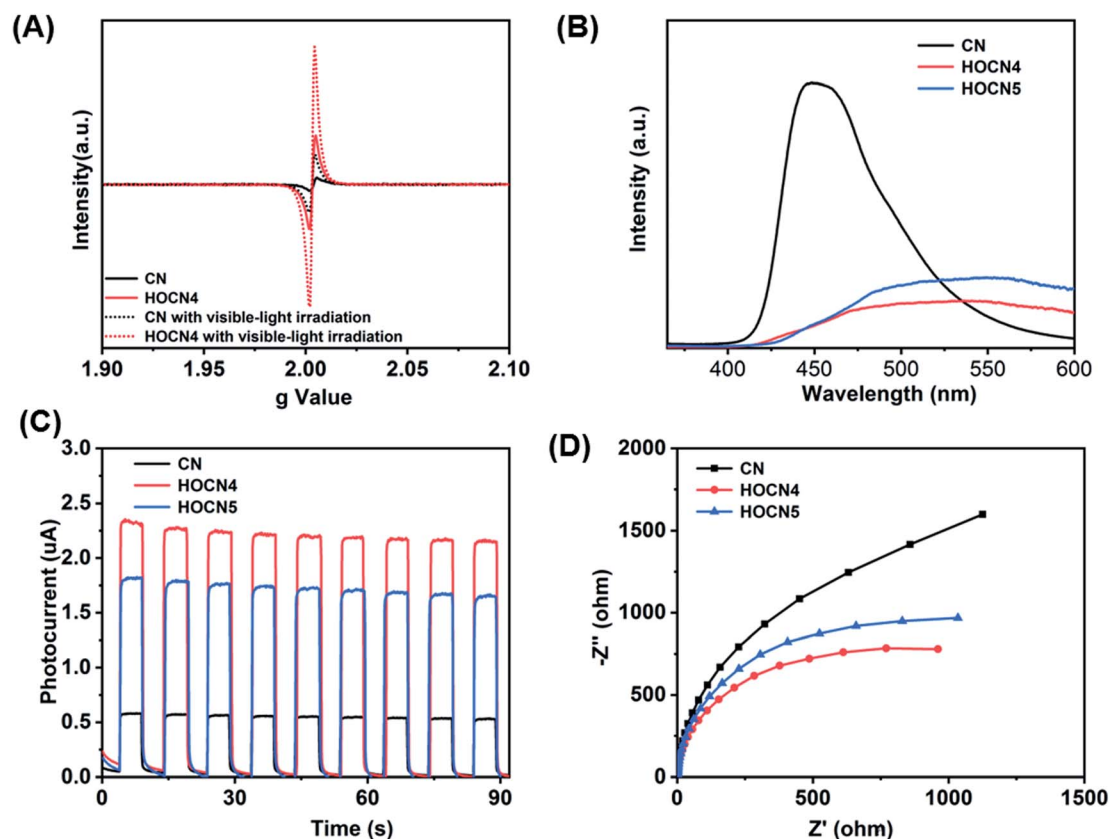 (A)
Intensity(a.u.)
CN
HOCN4
CN with visible-light irradiation
HOCN4 with visible-light irradiation
1.90 1.95 2.00 2.05 2.10
g Value
(B)
Intensity (a.u.)
CN
HOCN4
HOCN5
400 450 500 550 600
Wavelength (nm)
(C)
Photocurrent (uA)
CN
HOCN4
HOCN5
3.0
2.5
2.0
1.5
1.0
0.5
0.0
0 30 60 90
Time (s)
(D)
-Z'' (ohm)
CN
HOCN4
HOCN5
2000
1500
1000
500
0
0 500 1000 1500
Z' (ohm)